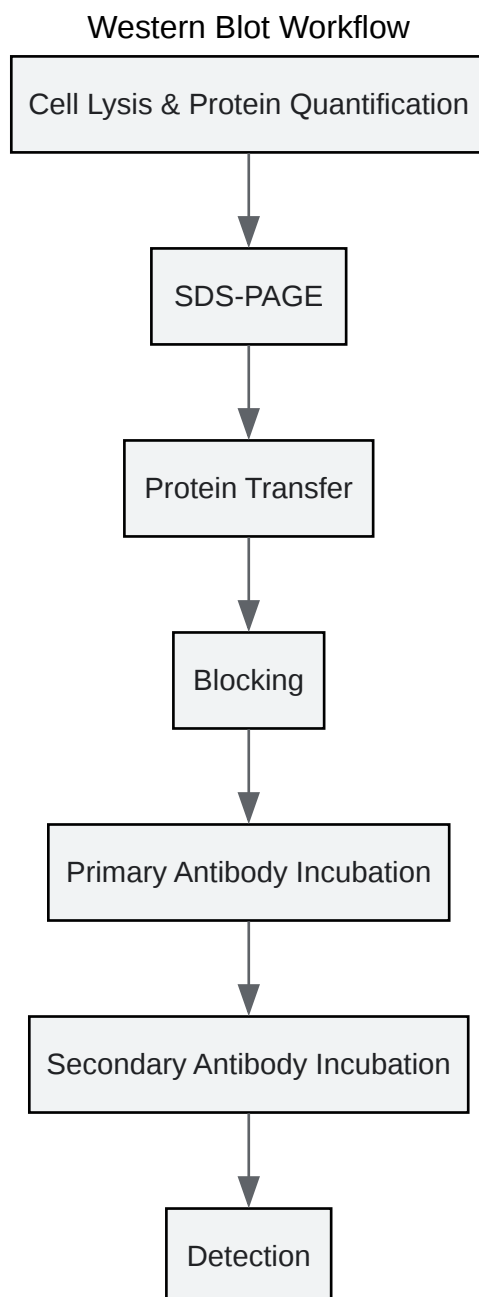 Western Blot Workflow
Cell Lysis & Protein Quantification
SDS-PAGE
Protein Transfer
Blocking
Primary Antibody Incubation
Secondary Antibody Incubation
Detection